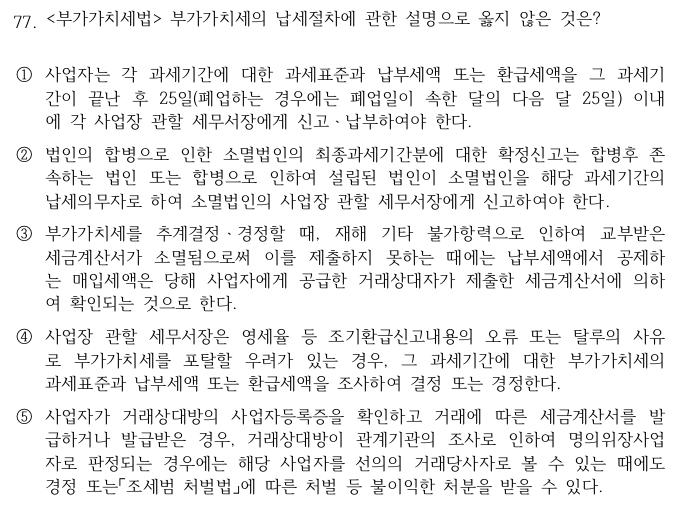 77. <부가가치세법> 부가가치세의 납세절차에 관한 설명으로 옳지 않은 것은?
① 사업자는 각 과세기간에 대한 과세표준과 납부세액 또는 환급세액을 그 과세기
간이 끝난 후 25일(폐업하는 경우에는 폐업일이 속한 달의 다음 달 25일) 이내
에 각 사업장 관할 세무서장에게 신고ㆍ납부하여야 한다.
② 법인의 합병으로 인한 소멸법인의 최종과세기간분에 대한 확정신고는 합병후 존
속하는 법인 또는 합병으로 인하여 설립된 법인이 소멸법인을 해당 과세기간의
납세의무자로 하여 소멸법인의 사업장 관할 세무서장에게 신고하여야 한다.
③ 부가가치세를 추계결정ㆍ경정할 때, 재해 기타 불가항력으로 인하여 교부받은
세금계산서가 소멸됨으로써 이를 제출하지 못하는 때에는 납부세액에서 공제하
는 매입세액은 당해 사업자에게 공급한 거래상대자가 제출한 세금계산서에 의하
여 확인되는 것으로 한다.
④ 사업장 관할 세무서장은 영세율 등 조기환급신고내용의 오류 또는 탈루의 사유
로 부가가치세를 포탈할 우려가 있는 경우, 그 과세기간에 대한 부가가치세의
과세표준과 납부세액 또는 환급세액을 조사하여 결정 또는 경정한다.
⑤ 사업자가 거래상대방의 사업자등록증을 확인하고 거래에 따른 세금계산서를 발
급하거나 발급받은 경우, 거래상대방이 관계기관의 조사로 인하여 명의위장사업
자로 판정되는 경우에는 해당 사업자를 선의의 거래당사자로 볼 수 있는 때에도
경정 또는「조세범 처벌법」에 따른 처벌 등 불이익한 처분을 받을 수 있다.